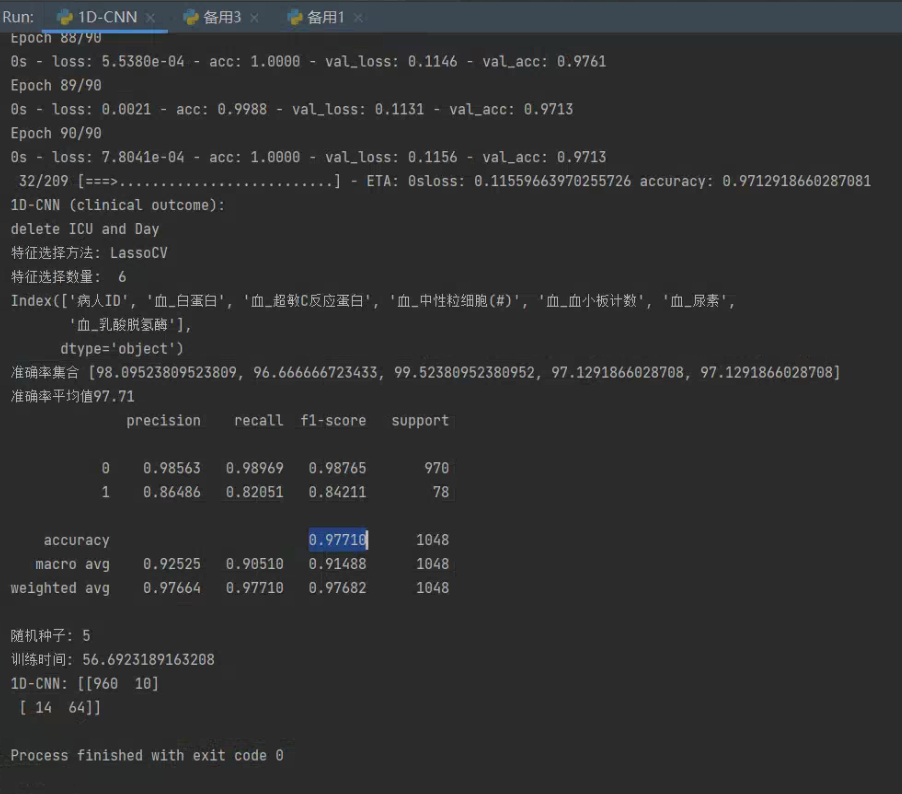 Run: 1D-CNN × 备用3 × 备用1 ×
Epoch 88/90
0s - loss: 5.5380e-04 - acc: 1.0000 - val_loss: 0.1146 - val_acc: 0.9761
Epoch 89/90
0s - loss: 0.0021 - acc: 0.9988 - val_loss: 0.1131 - val_acc: 0.9713
Epoch 90/90
0s - loss: 7.8041e-04 - acc: 1.0000 - val_loss: 0.1156 - val_acc: 0.9713
32/209 [===>..........................] - ETA: 0sloss: 0.11559663970255726 accuracy: 0.9712918660287081
1D-CNN (clinical outcome):
delete ICU and Day
特征选择方法: LassoCV
特征选择数量: 6
Index(['病人ID', '血_白蛋白', '血_超敏C反应蛋白', '血_中性粒细胞(#)', '血_血小板计数', '血_尿素',
'血_乳酸脱氢酶'],
dtype='object')
准确率集合 [98.09523809523809, 96.666666723433, 99.52380952380952, 97.1291866028708, 97.1291866028708]
准确率平均值97.71
precision recall f1-score support
0 0.98563 0.98969 0.98765 970
1 0.86486 0.82051 0.84211 78
accuracy 0.97710 1048
macro avg 0.92525 0.90510 0.91488 1048
weighted avg 0.97664 0.97710 0.97682 1048
随机种子: 5
训练时间: 56.6923189163208
1D-CNN: [[960 10]
[ 14 64]]
Process finished with exit code 0